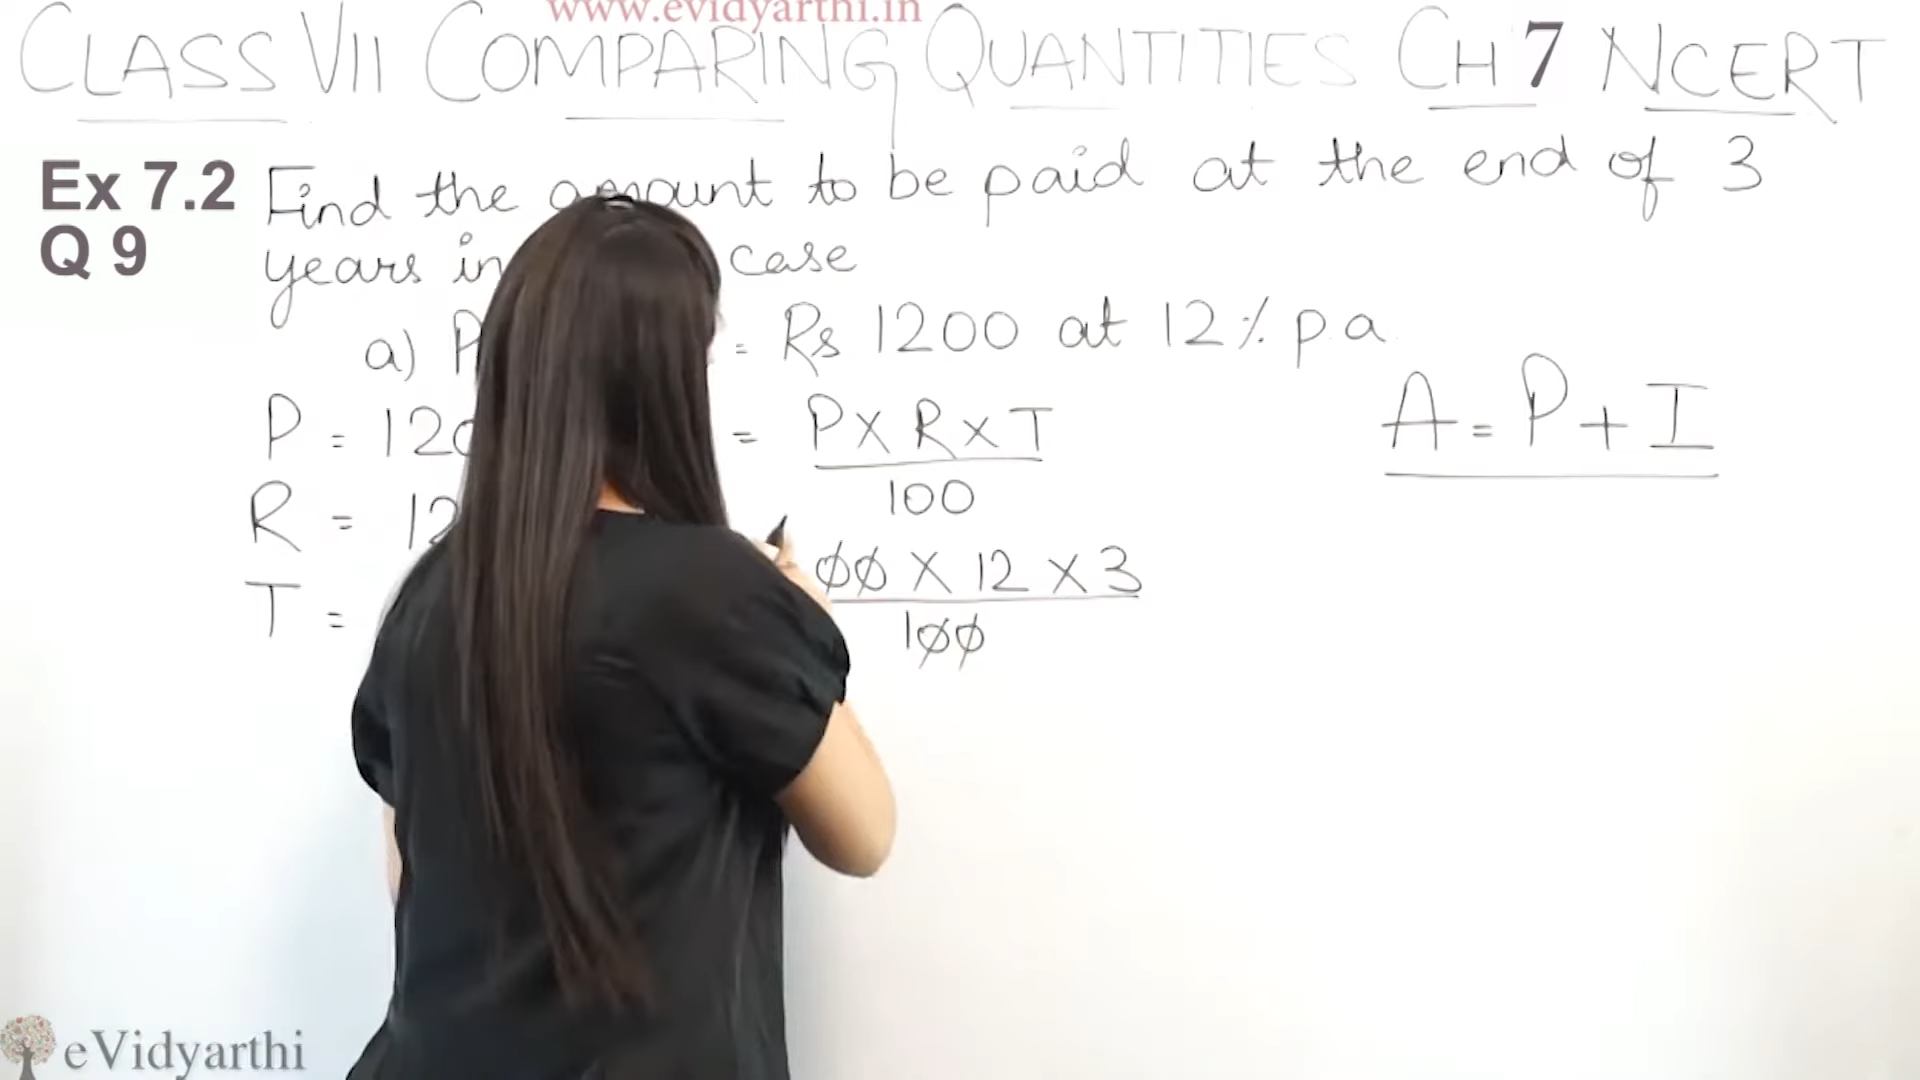 www.evidyarthi.in
CLASS VII COMPARING QUANTITIES CH 7 NCERT
Ex 7.2 Find the amount to be paid at the end of 3
Q 9 years in case
a) P = Rs 1200 at 12% p.a.
P = 120 = P X R X T
100
A = P + I
R = 12
00 X 12 X 3
100
T =
eVidyarthi